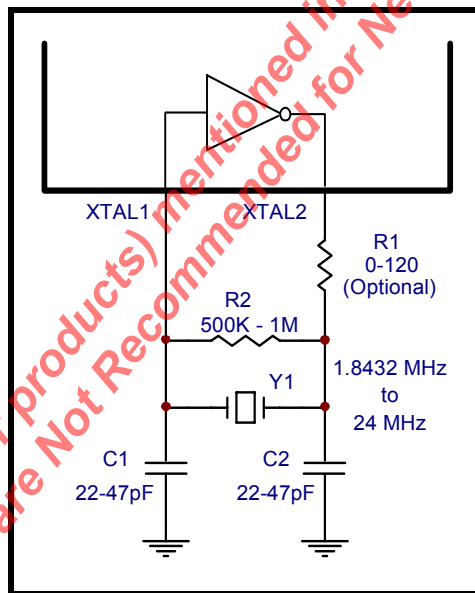 products) mentioned in
are Not Recommended for Ne
XTAL1
XTAL2
R1
0-120
(Optional)
R2
500K - 1M
Y1
1.8432 MHz
to
24 MHz
C1
22-47pF
C2
22-47pF